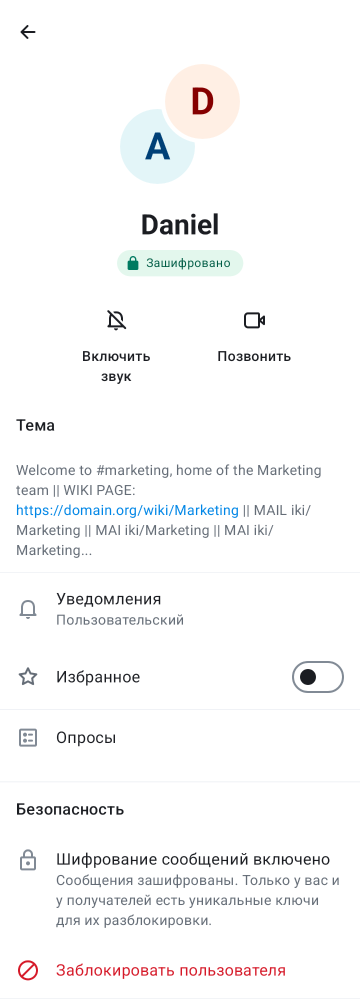 D
A
Daniel
Зашифровано
Включить
звук
Позвонить
Тема
Welcome to #marketing, home of the Marketing
team || WIKI PAGE:
https://domain.org/wiki/Marketing || MAIL iki/
Marketing || MAI iki/Marketing || MAI iki/
Marketing...
Уведомления
Пользовательский
Избранное
Опросы
Безопасность
Шифрование сообщений включено
Сообщения зашифрованы. Только у вас и
у получателей есть уникальные ключи
для их разблокировки.
Заблокировать пользователя